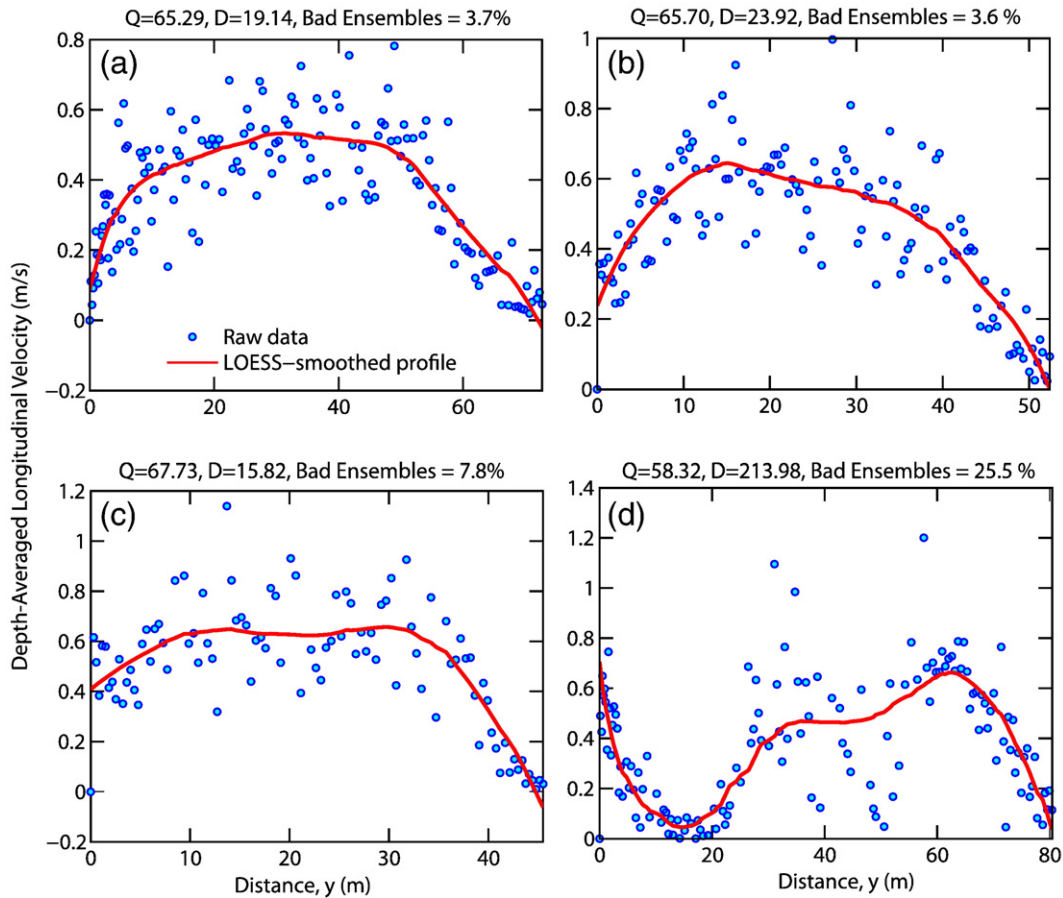 Q=65.29, D=19.14, Bad Ensembles = 3.7%
(a)
0.8
0.6
0.4
0.2
0
−0.2
0 20 40 60
Raw data
LOESS−smoothed profile
Q=65.70, D=23.92, Bad Ensembles = 3.6 %
(b)
1
0.8
0.6
0.4
0.2
0
0 10 20 30 40 50
Depth-Averaged Longitudinal Velocity (m/s)
Q=67.73, D=15.82, Bad Ensembles = 7.8%
(c)
1.2
1
0.8
0.6
0.4
0.2
0
−0.2
0 10 20 30 40
Distance, y (m)
Q=58.32, D=213.98, Bad Ensembles = 25.5 %
(d)
1.4
1.2
1
0.8
0.6
0.4
0.2
0
0 20 40 60 80
Distance, y (m)